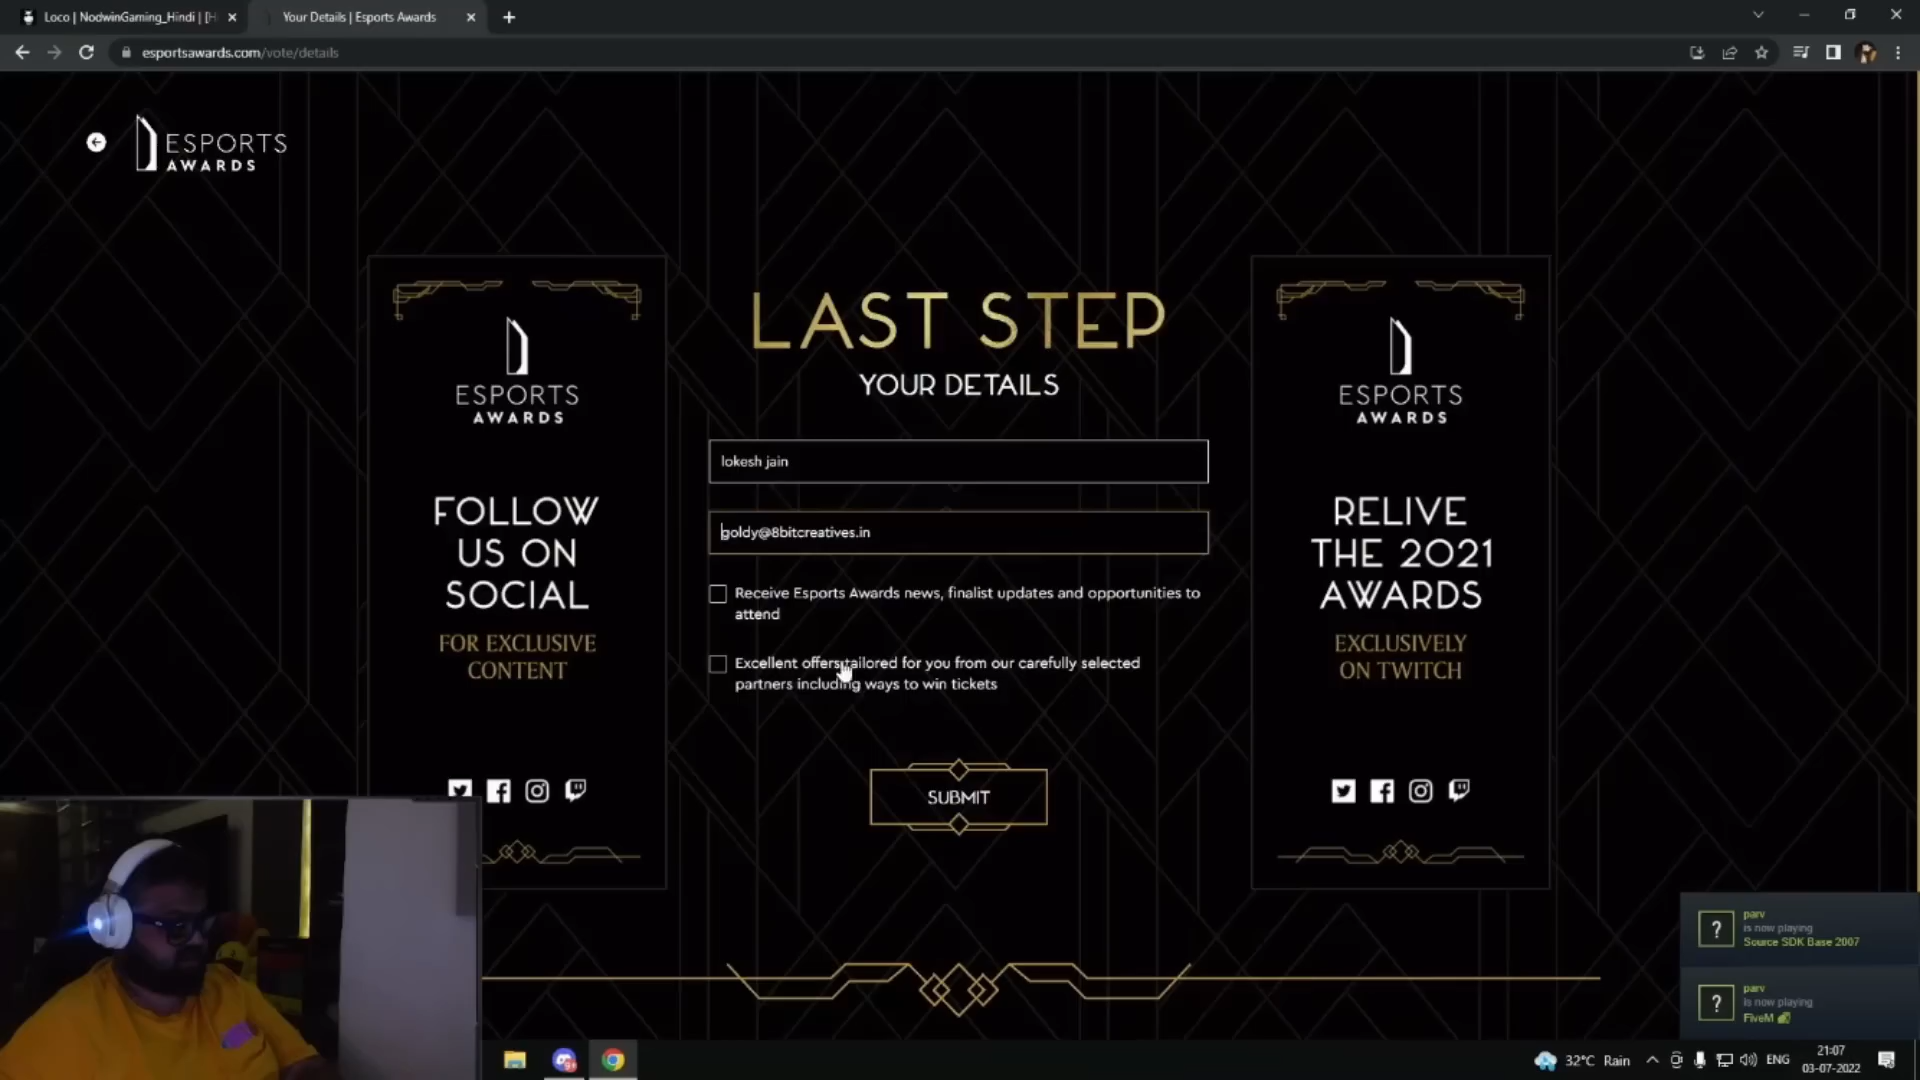 Loco | NodwinGaming_Hindi | [H
Your Details | Esports Awards
esportsawards.com/vote/details
ESPORTS
AWARDS
LAST STEP
YOUR DETAILS
lokesh jain
goldy@8bitcreatives.in
Receive Esports Awards news, finalist updates and opportunities to
attend
Excellent offers tailored for you from our carefully selected
partners including ways to win tickets
SUBMIT
ESPORTS
AWARDS
FOLLOW
US ON
SOCIAL
FOR EXCLUSIVE
CONTENT
ESPORTS
AWARDS
RELIVE
THE 2021
AWARDS
EXCLUSIVELY
ON TWITCH
parv
is now playing
Source SDK Base 2007
parv
is now playing
FiveM
32°C Rain
ENG
21:07
03-07-2022